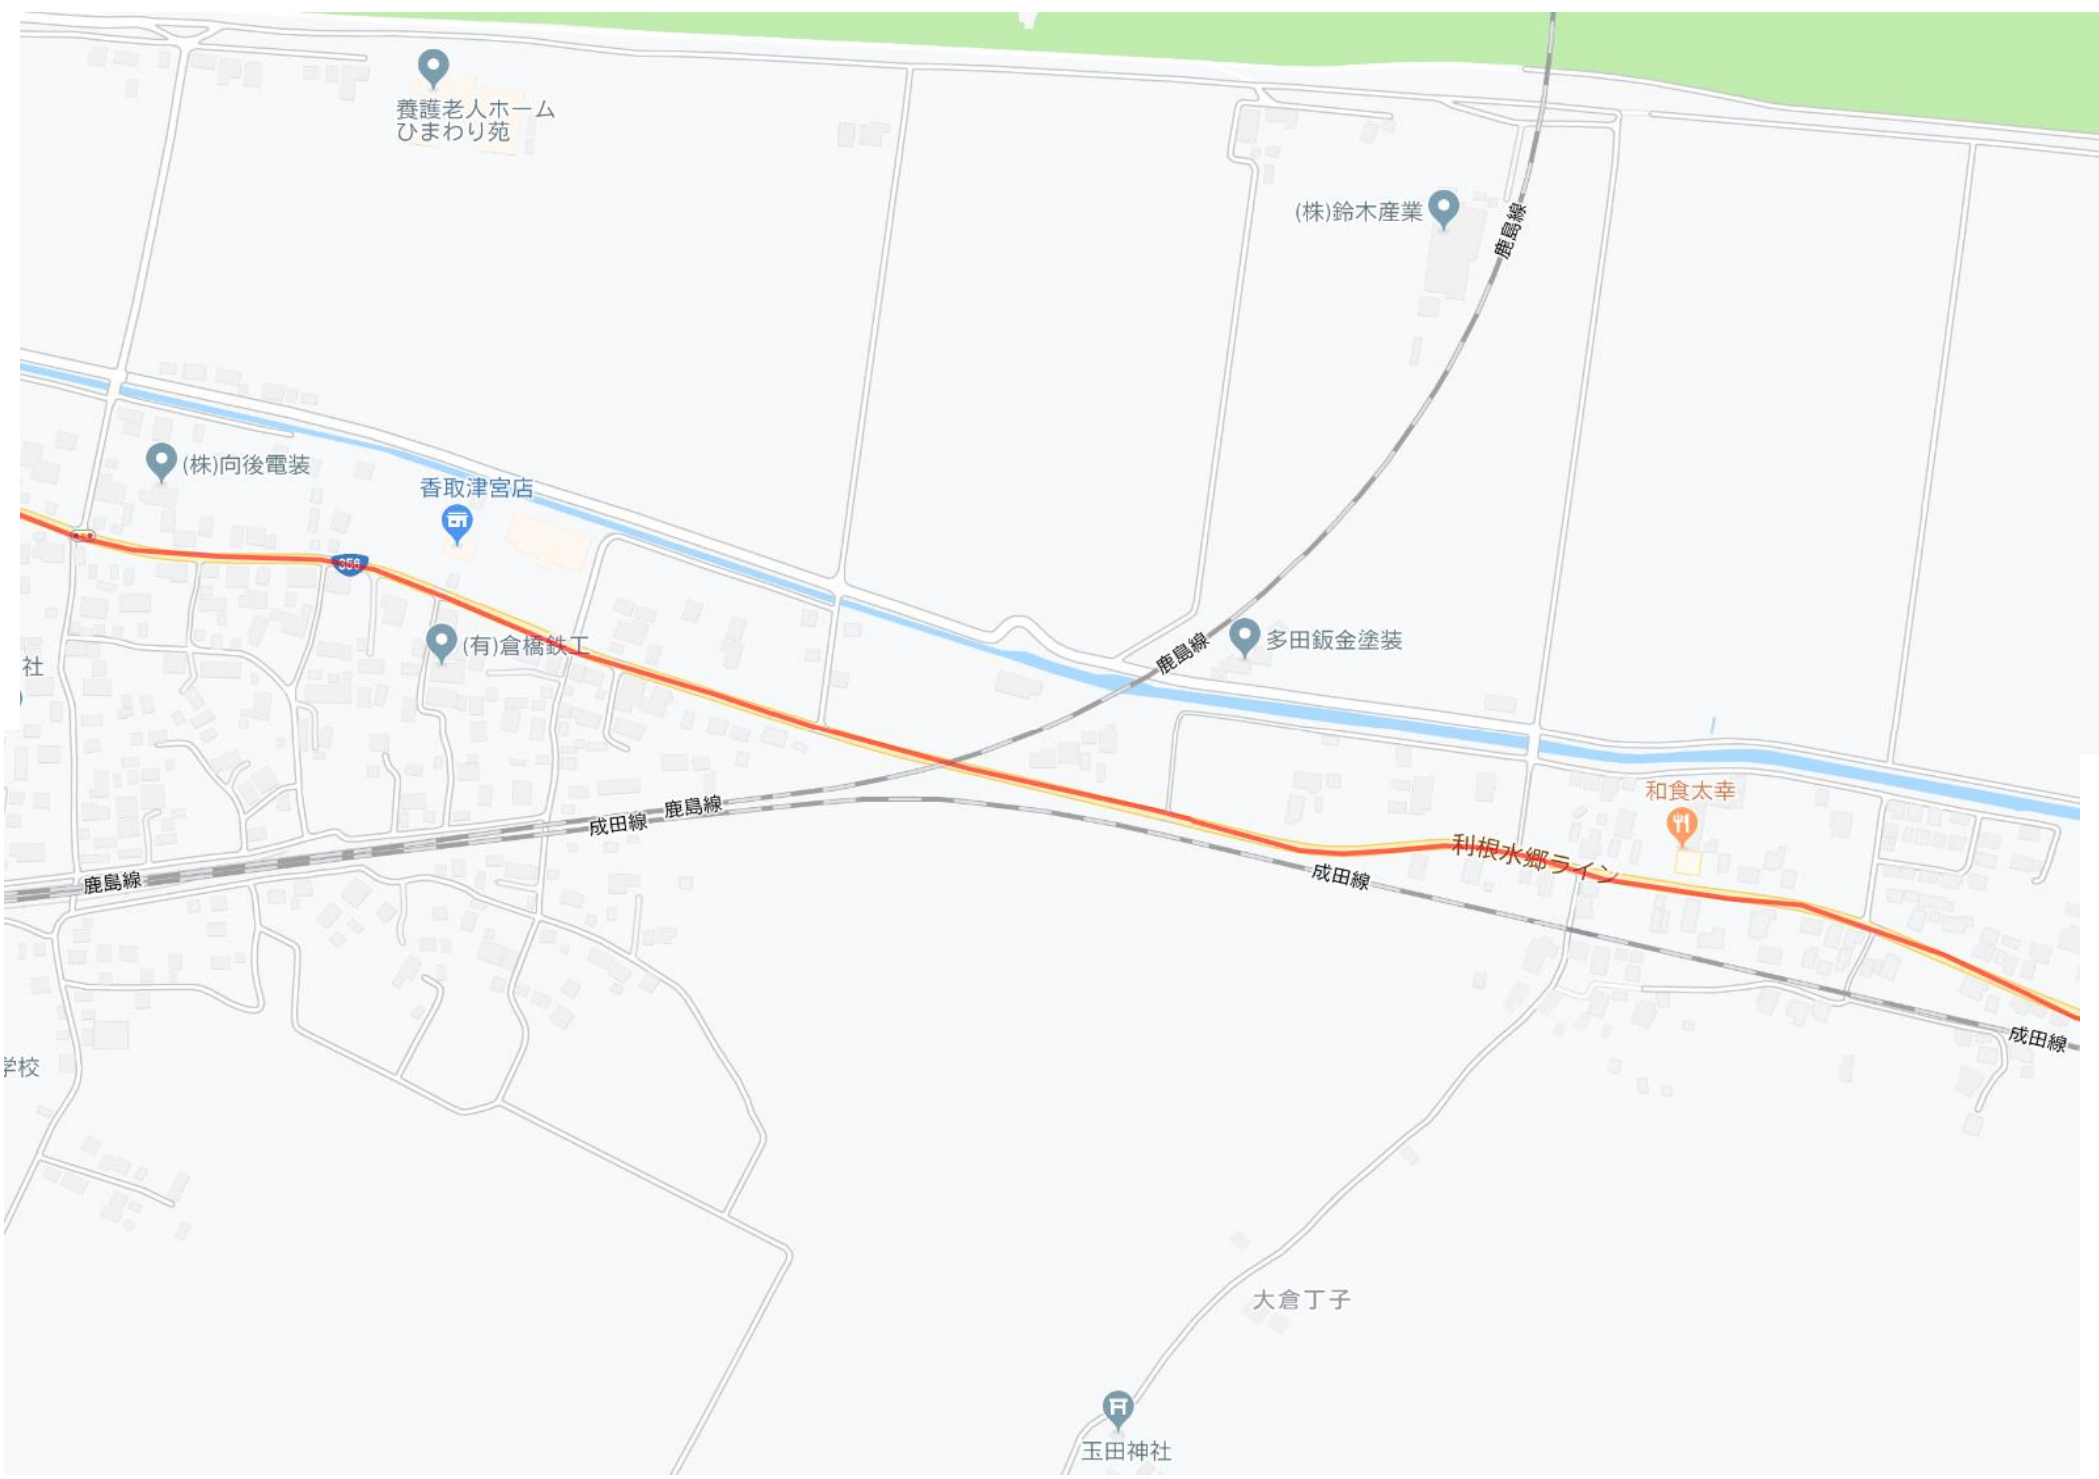 養護老人ホーム
ひまわり苑
(株)鈴木産業
鹿島線
(株)向後電装
香取津宮店
356
(有)倉橋鉄工
鹿島線
多田鈑金塗装
社
和食太幸
鹿島線
成田線
利根水郷ライン
成田線
鹿島線
成田線
学校
大倉丁子
玉田神社